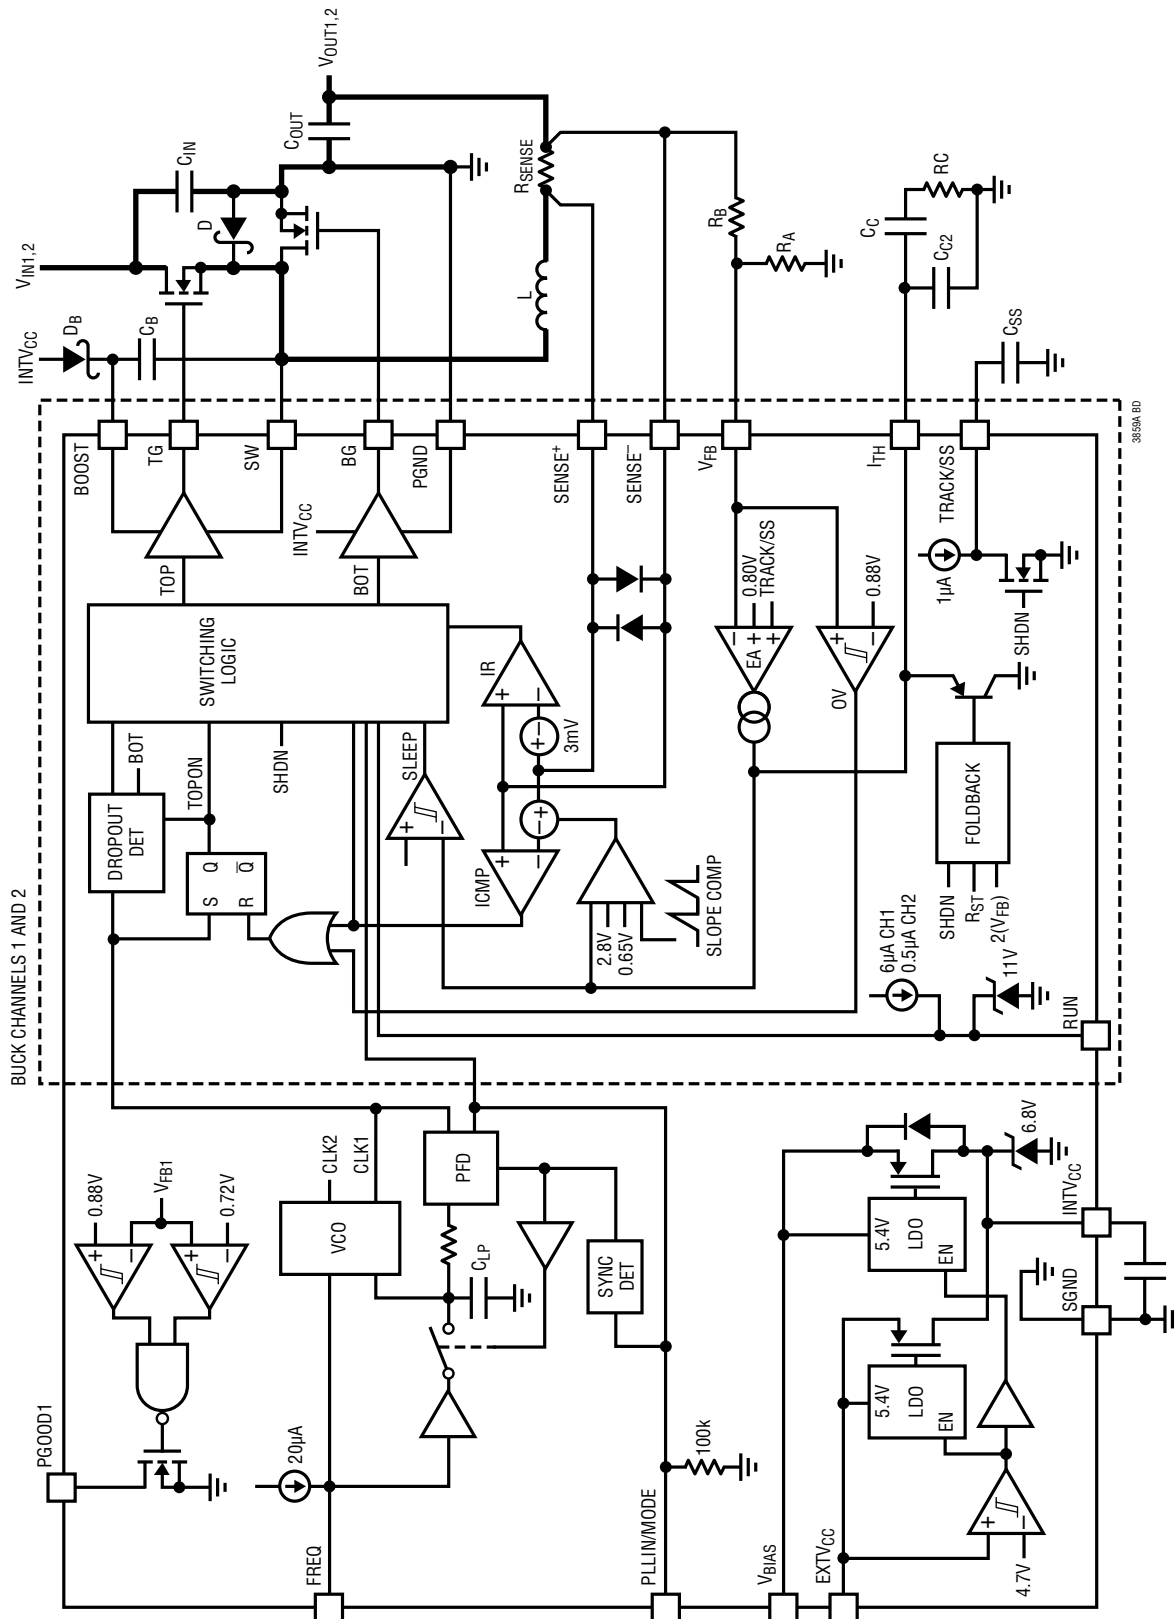 BUCK CHANNELS 1 AND 2
INTVCC
VIN1,2
VOUT1,2
DB
CB
D
CIN
COUT
L
RSENSE
RB
RA
CC
RC
CC2
CSS
BOOST
TG
SW
BG
PGND
SENSE+
SENSE–
VFB
ITH
TRACK/SS
TOP
INTVCC
BOT
SWITCHING
LOGIC
DROPOUT
DET
BOT
TOPON
SHDN
S Q
R Q̅
SLEEP
+
–
IR
+
–
+ –
3mV
ICMP
+
–
+ –
2.8V
0.65V
SLOPE COMP
EA
–
+
+
0.80V
TRACK/SS
OV
+
–
0.88V
1µA
SHDN
FOLDBACK
SHDN
RST
2(VFB)
6µA CH1
0.5µA CH2
11V
RUN
3859A BD
PGOOD1
0.88V
VFB1
0.72V
+
–
+
–
VCO
CLK2
CLK1
PFD
CLP
SYNC
DET
20µA
FREQ
PLLIN/MODE
100k
VBIAS
EXTVCC
5.4V
LDO
EN
5.4V
LDO
EN
4.7V
+
–
6.8V
INTVCC
SGND